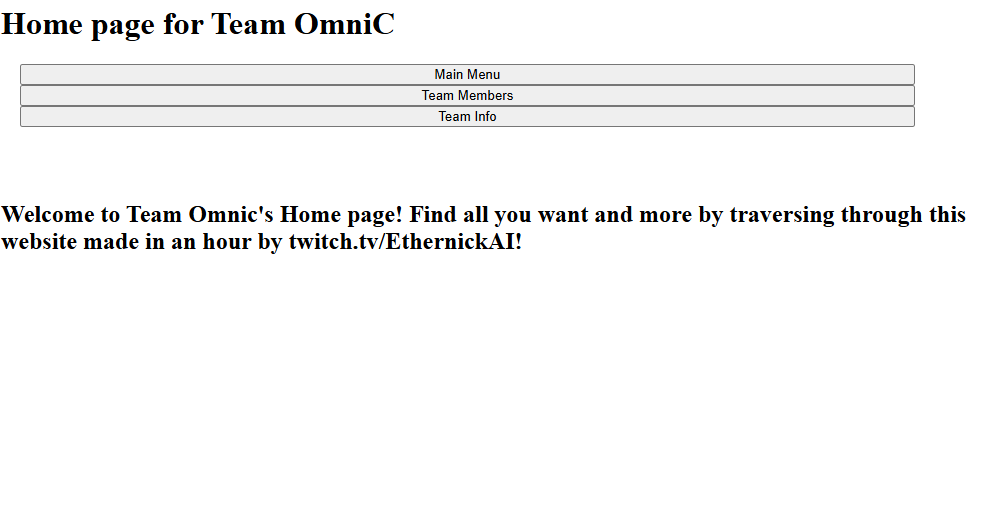 Home page for Team OmniC
Main Menu
Team Members
Team Info
Welcome to Team Omnic's Home page! Find all you want and more by traversing through this
website made in an hour by twitch.tv/EthernickAI!